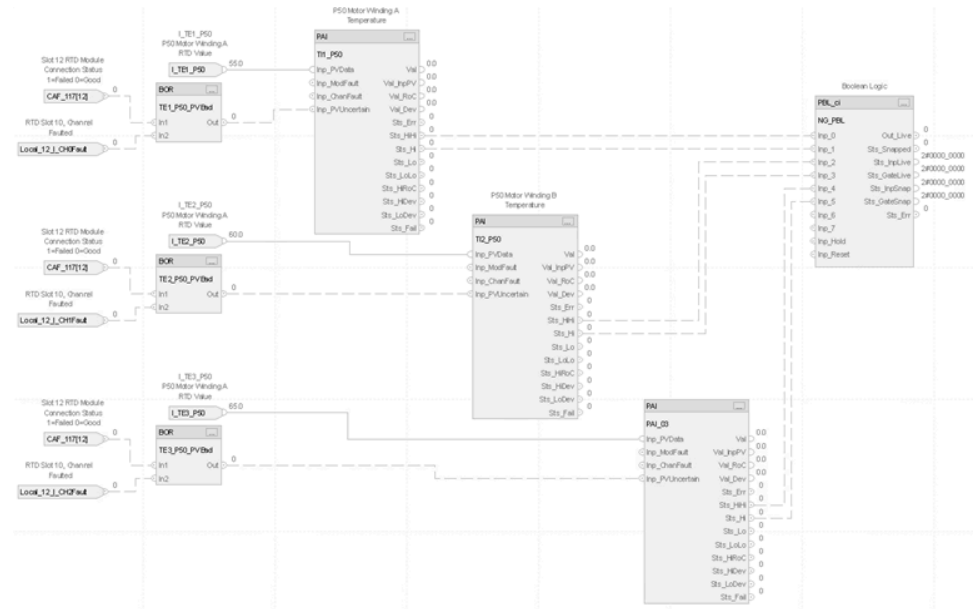 P50 Motor Winding A
Temperature
PAI
...
TI1_P50
Inp_PVData
Val
0.0
Inp_ModFault
Val_InpPV
0.0
Inp_ChanFault
Val_RoC
0.0
Inp_PVUncertain
Val_Dev
0.0
Sts_Err
0
Sts_HiHi
0
Sts_Hi
0
Sts_Lo
0
Sts_LoLo
0
Sts_HiRoC
0
Sts_HiDev
0
Sts_LoDev
0
Sts_Fail
0
I_TE1_P50
P50 Motor Winding A
RTD Value
I_TE1_P50
55.0
Slot 12 RTD Module
Connection Status
1=Failed 0=Good
CAF_117[12]
0
RTD Slot 10, Channel
Faulted
Local_12_I_CH0Fault
0
BOR
...
TE1_P50_PVBad
In1
Out
0
In2
I_TE2_P50
P50 Motor Winding A
RTD Value
I_TE2_P50
60.0
Slot 12 RTD Module
Connection Status
1=Failed 0=Good
CAF_117[12]
0
RTD Slot 10, Channel
Faulted
Local_12_I_CH1Fault
0
BOR
...
TE2_P50_PVBad
In1
Out
0
In2
P50 Motor Winding B
Temperature
PAI
...
TI2_P50
Inp_PVData
Val
0.0
Inp_ModFault
Val_InpPV
0.0
Inp_ChanFault
Val_RoC
0.0
Inp_PVUncertain
Val_Dev
0.0
Sts_Err
0
Sts_HiHi
0
Sts_Hi
0
Sts_Lo
0
Sts_LoLo
0
Sts_HiRoC
0
Sts_HiDev
0
Sts_LoDev
0
Sts_Fail
0
I_TE3_P50
P50 Motor Winding A
RTD Value
I_TE3_P50
65.0
Slot 12 RTD Module
Connection Status
1=Failed 0=Good
CAF_117[12]
0
RTD Slot 10, Channel
Faulted
Local_12_I_CH2Fault
0
BOR
...
TE3_P50_PVBad
In1
Out
0
In2
PAI
...
PAI_03
Inp_PVData
Val
0.0
Inp_ModFault
Val_InpPV
0.0
Inp_ChanFault
Val_RoC
0.0
Inp_PVUncertain
Val_Dev
0.0
Sts_Err
0
Sts_HiHi
0
Sts_Hi
0
Sts_Lo
0
Sts_LoLo
0
Sts_HiRoC
0
Sts_HiDev
0
Sts_LoDev
0
Sts_Fail
0
Boolean Logic
PBL_ci
...
NG_PBL
Inp_0
Out_Live
0
Inp_1
Sts_Snapped
0
Inp_2
Sts_InpLive
2#0000_0000
Inp_3
Sts_GateLive
2#0000_0000
Inp_4
Sts_InpSnap
2#0000_0000
Inp_5
Sts_GateSnap
2#0000_0000
Inp_6
Sts_Err
0
Inp_7
Inp_Hold
Inp_Reset